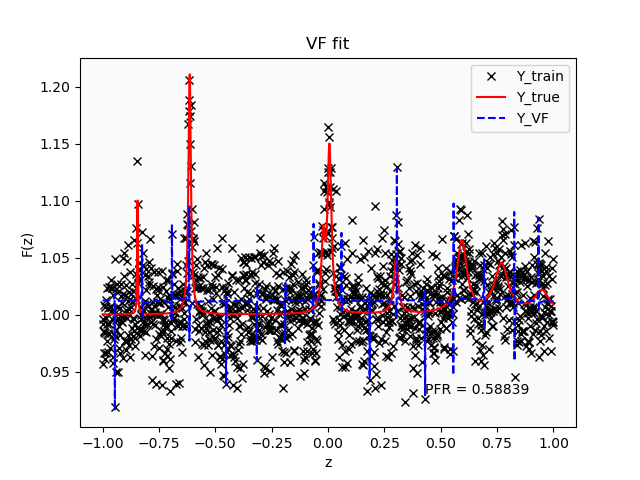 VF fit
Y_train
Y_true
Y_VF
F(z)
1.20
1.15
1.10
1.05
1.00
0.95
PFR = 0.58839
−1.00 −0.75 −0.50 −0.25 0.00 0.25 0.50 0.75 1.00
z